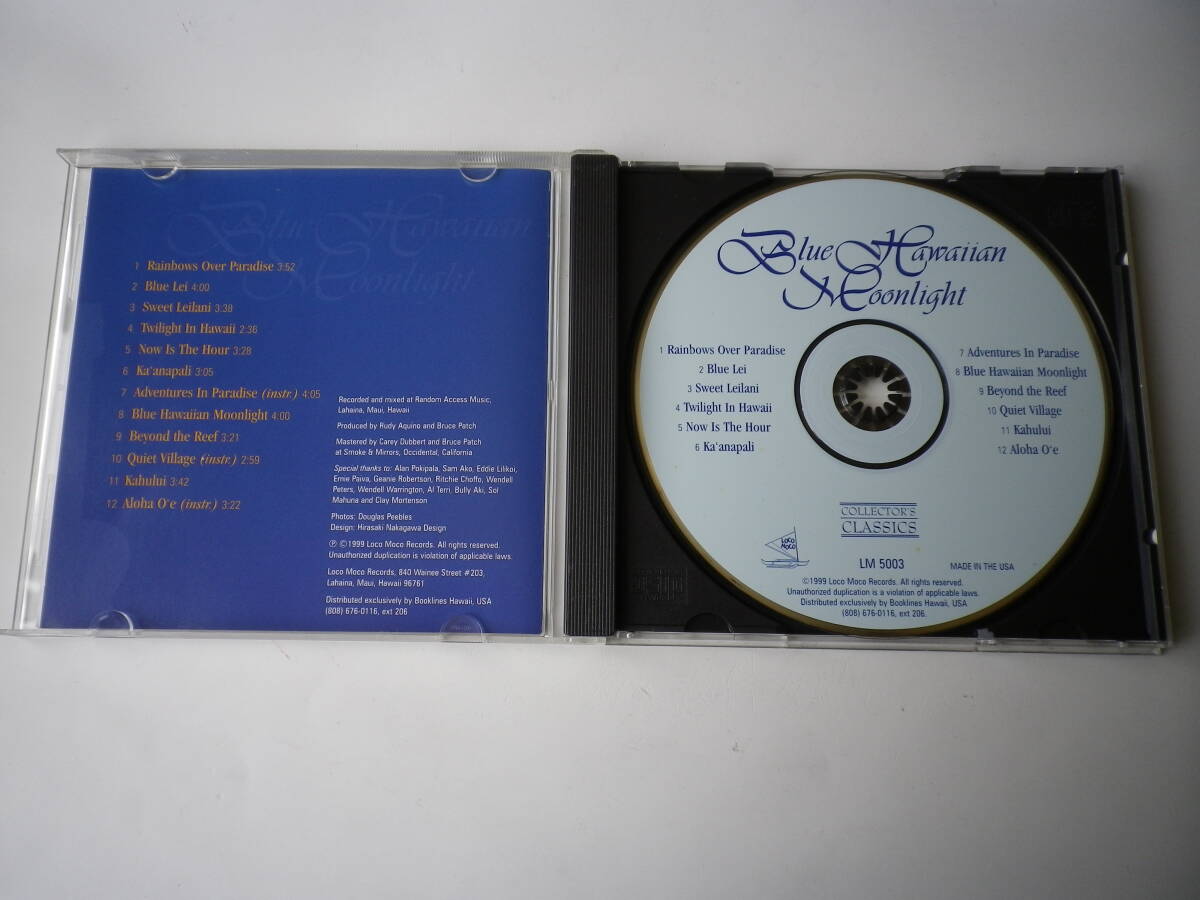 Blue Hawaiian
Moonlight
1 Rainbows Over Paradise 3:52
2 Blue Lei 4:00
3 Sweet Leilani 3:38
4 Twilight In Hawaii 2:36
5 Now Is The Hour 3:28
6 Ka'anapali 3:05
7 Adventures In Paradise (instr.) 4:05
8 Blue Hawaiian Moonlight 4:00
9 Beyond the Reef 3:21
10 Quiet Village (instr.) 2:59
11 Kahului 3:42
12 Aloha O'e (instr.) 3:22
Recorded and mixed at Random Access Music,
Lahaina, Maui, Hawaii
Produced by Rudy Aquino and Bruce Patch
Mastered by Carey Dubbert and Bruce Patch
at Smoke & Mirrors, Occidental, California
Special thanks to: Alan Pokipala, Sam Ako, Eddie Lilikoi,
Ernie Paiva, Geanie Robertson, Ritchie Choffo, Wendell
Peters, Wendell Warrington, Al Terri, Bully Aki, Sol
Mahuna and Clay Mortenson
Photos: Douglas Peebles
Design: Hirasaki Nakagawa Design
℗ ©1999 Loco Moco Records. All rights reserved.
Unauthorized duplication is violation of applicable laws.
Loco Moco Records, 840 Wainee Street #203,
Lahaina, Maui, Hawaii 96761
Distributed exclusively by Booklines Hawaii, USA
(808) 676-0116, ext 206
Blue Hawaiian
Moonlight
1 Rainbows Over Paradise
2 Blue Lei
3 Sweet Leilani
4 Twilight In Hawaii
5 Now Is The Hour
6 Ka'anapali
7 Adventures In Paradise
8 Blue Hawaiian Moonlight
9 Beyond the Reef
10 Quiet Village
11 Kahului
12 Aloha O'e
COLLECTOR'S
CLASSICS
LOCO
MOCO
LM 5003
MADE IN THE USA
©1999 Loco Moco Records. All rights reserved.
Unauthorized duplication is a violation of applicable laws.
Distributed exclusively by Booklines Hawaii, USA
(808) 676-0116, ext 206.